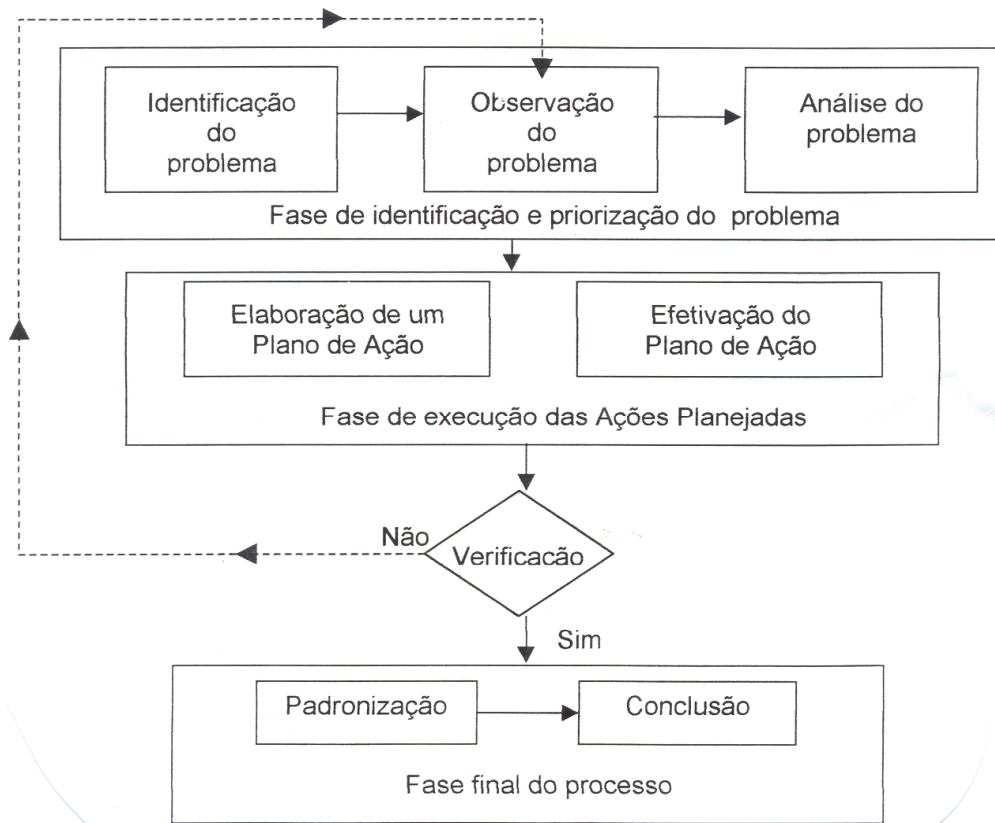 Identificação
do
problema
Observação
do
problema
Análise do
problema
Fase de identificação e priorização do problema
Elaboração de um
Plano de Ação
Efetivação do
Plano de Ação
Fase de execução das Ações Planejadas
Não
Verificacão
Sim
Padronização
Conclusão
Fase final do processo